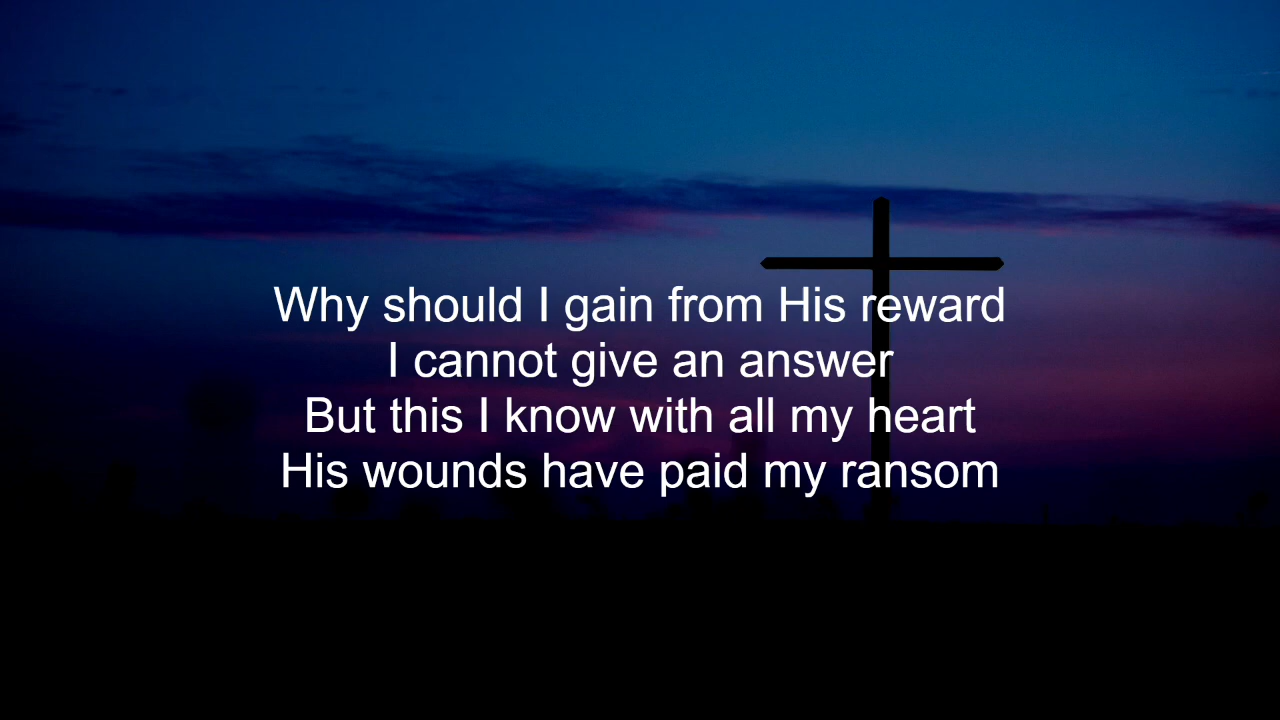 Why should I gain from His reward
I cannot give an answer
But this I know with all my heart
His wounds have paid my ransom